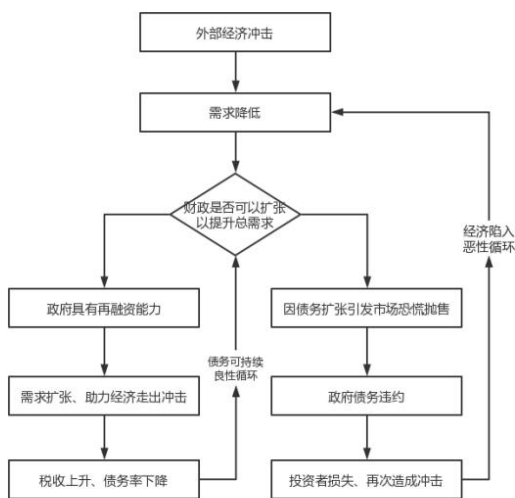 外部经济冲击
需求降低
财政是否可以扩张
以提升总需求
经济陷入
恶性循环
政府具有再融资能力
因债务扩张引发市场恐慌抛售
债务可持续
良性循环
需求扩张、助力经济走出冲击
政府债务违约
税收上升、债务率下降
投资者损失、再次造成冲击